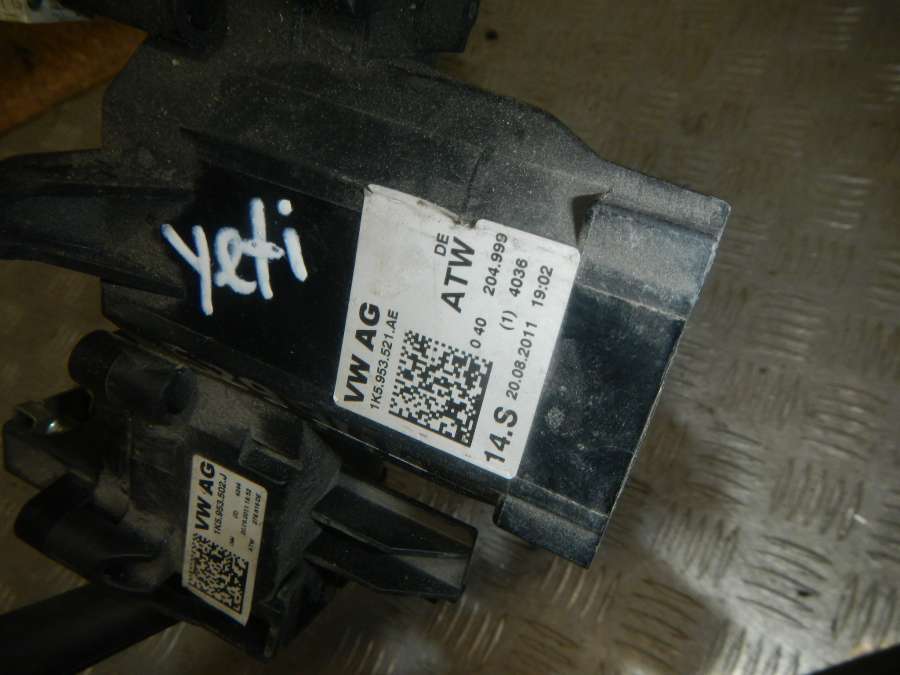 yeti
VW AG
1K5.953.521.AE
DE
ATW
0 40 204.999
(1) 4036
14.S 20.08.2011 19:02
VW AG
1K5.953.502.J